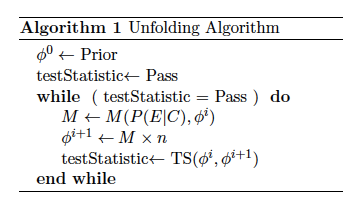 Algorithm 1 Unfolding Algorithm
ϕ⁰ ← Prior
testStatistic← Pass
while ( testStatistic = Pass ) do
M ← M(P(E|C), ϕⁱ)
ϕⁱ⁺¹ ← M × n
testStatistic← TS(ϕⁱ, ϕⁱ⁺¹)
end while